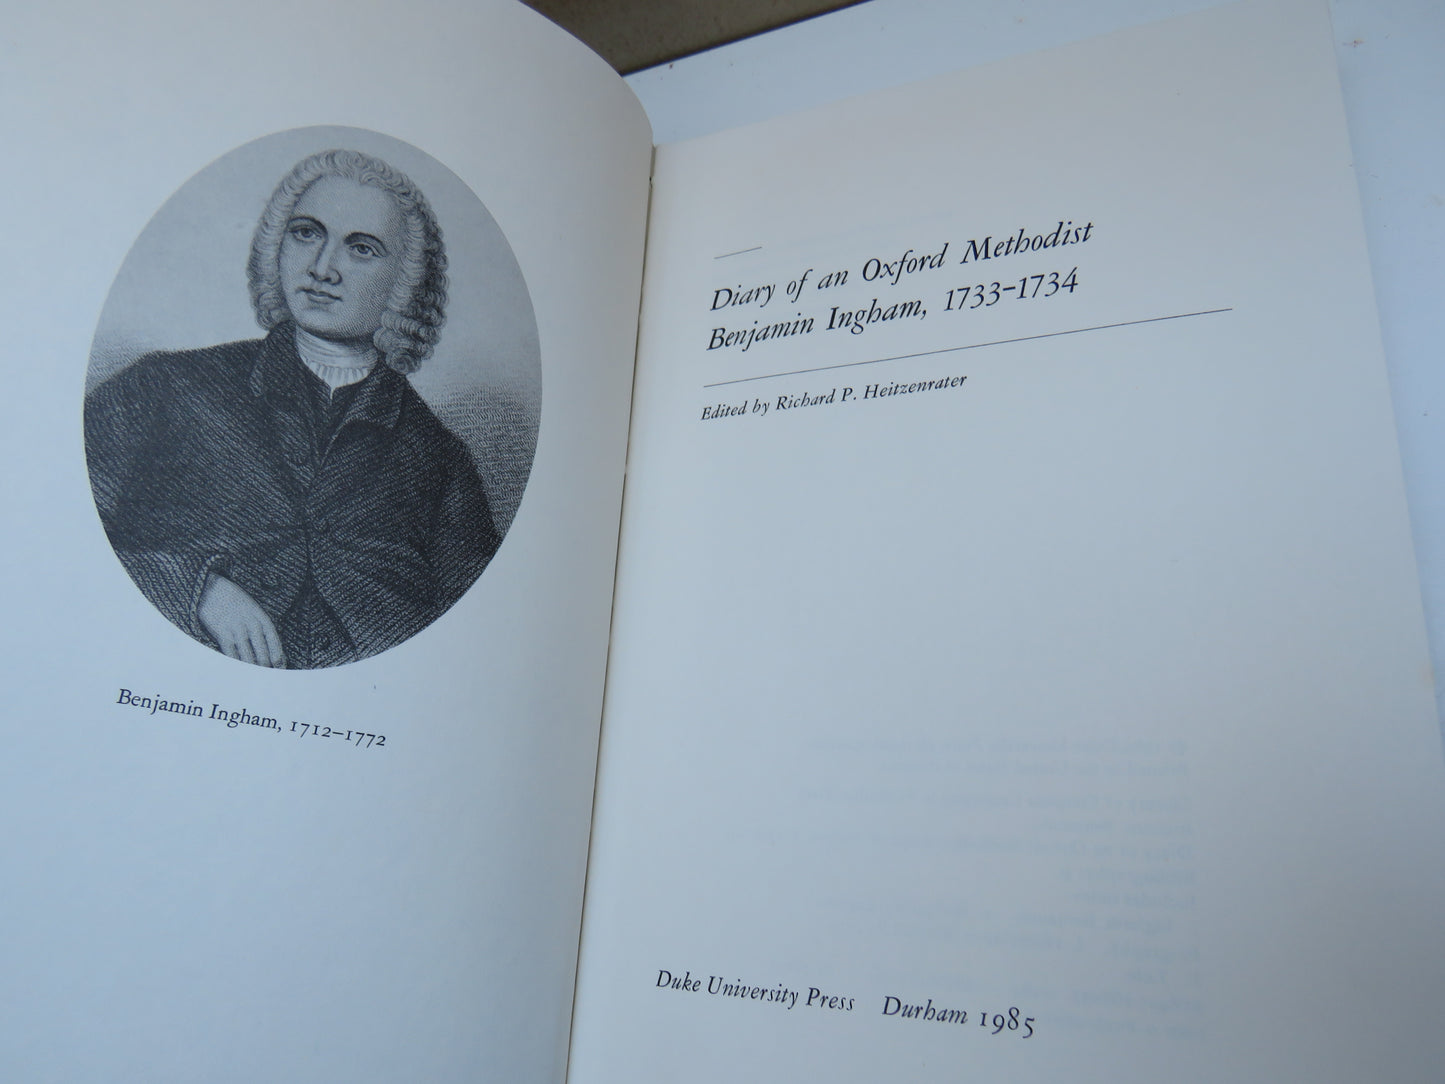 Benjamin Ingham, 1712–1772
Diary of an Oxford Methodist
Benjamin Ingham, 1733–1734
Edited by Richard P. Heitzenrater
Duke University Press Durham 1985